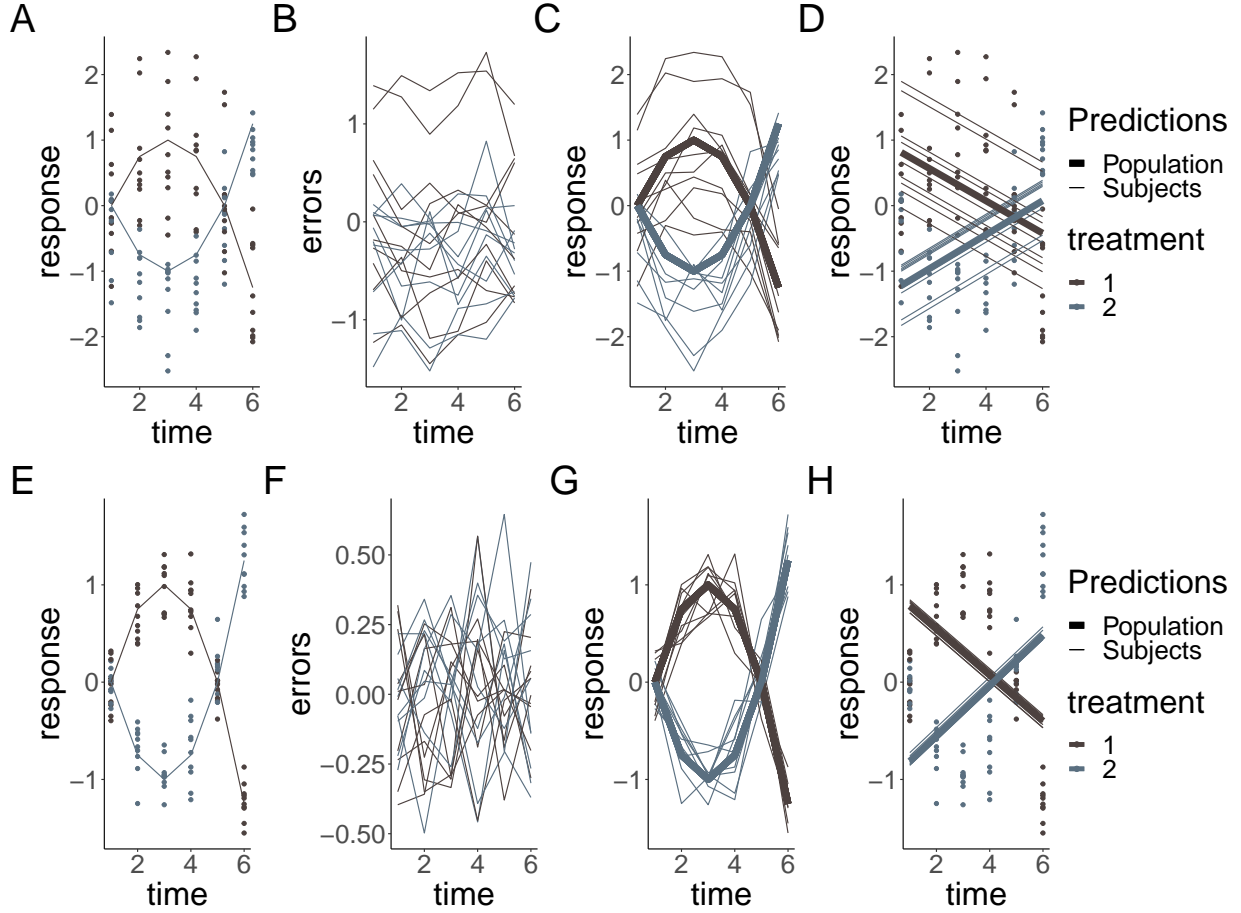 A
B
C
D
response
2
1
0
−1
−2
2
4
6
time
errors
1
0
−1
2
4
6
time
response
2
1
0
−1
−2
2
4
6
time
response
2
1
0
−1
−2
2
4
6
time
Predictions
Population
Subjects
treatment
1
2
E
F
G
H
response
1
0
−1
2
4
6
time
errors
0.50
0.25
0.00
−0.25
−0.50
2
4
6
time
response
1
0
−1
2
4
6
time
response
1
0
−1
2
4
6
time
Predictions
Population
Subjects
treatment
1
2